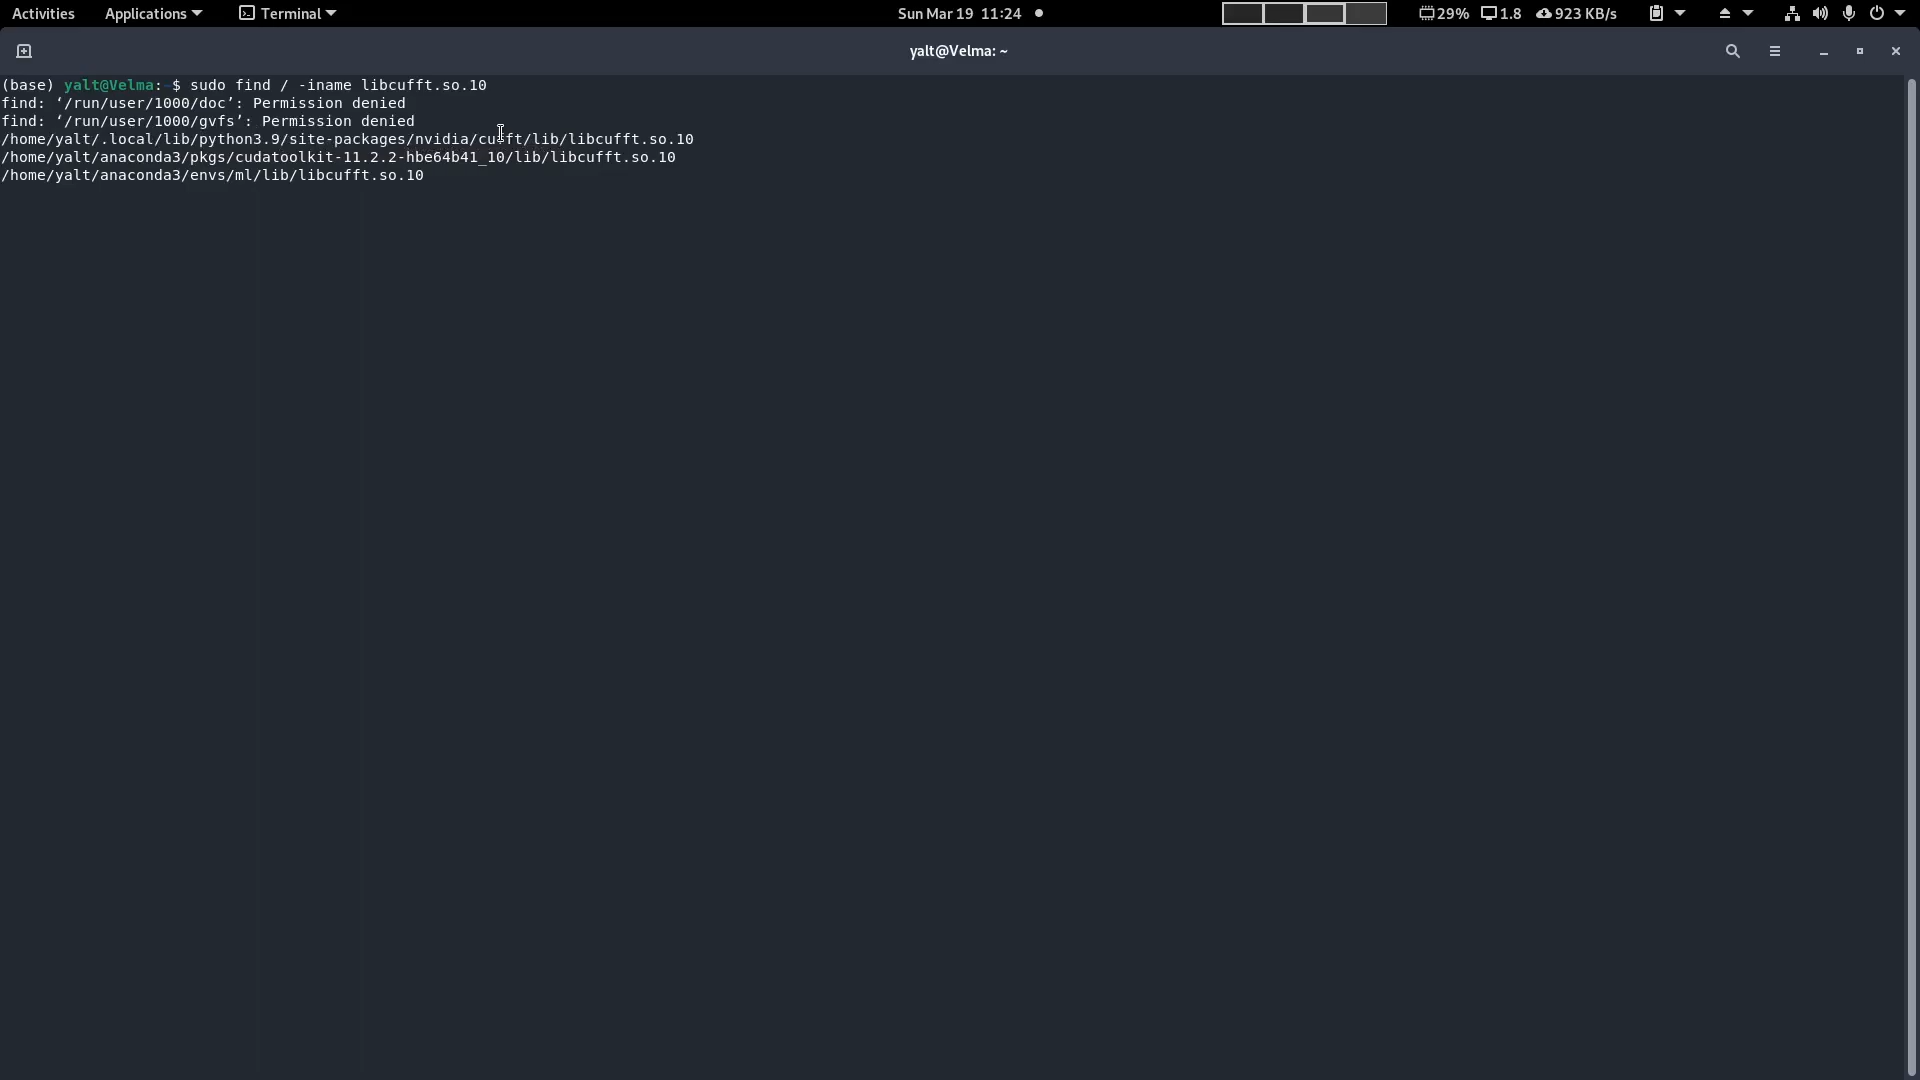 Activities Applications Terminal Sun Mar 19 11:24 29% 1.8 923 KB/s
yalt@Velma: ~
(base) yalt@Velma:~$ sudo find / -iname libcufft.so.10
find: ‘/run/user/1000/doc’: Permission denied
find: ‘/run/user/1000/gvfs’: Permission denied
/home/yalt/.local/lib/python3.9/site-packages/nvidia/cufft/lib/libcufft.so.10
/home/yalt/anaconda3/pkgs/cudatoolkit-11.2.2-hbe64b41_10/lib/libcufft.so.10
/home/yalt/anaconda3/envs/ml/lib/libcufft.so.10